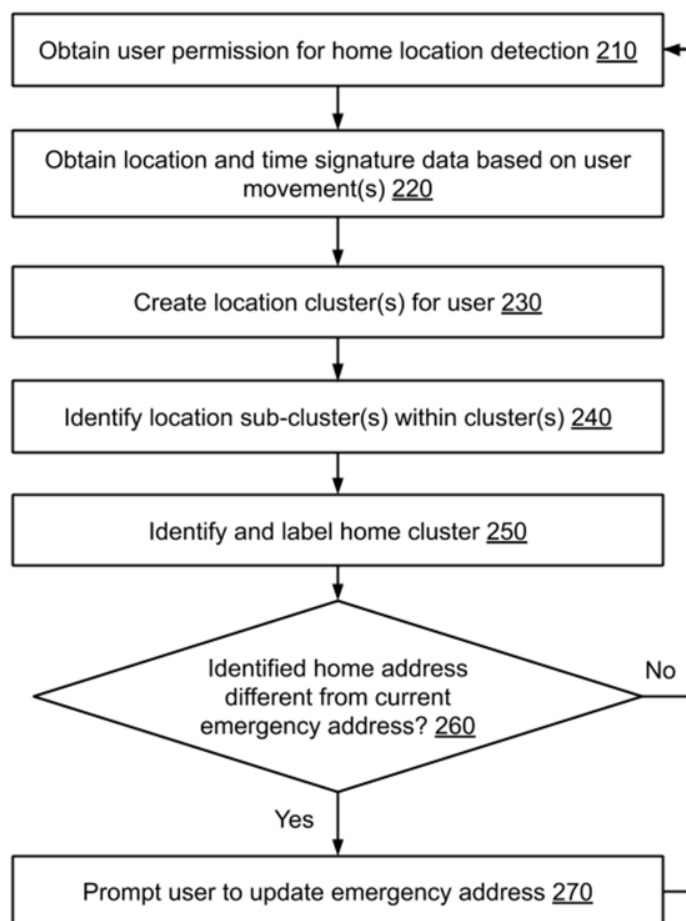 Obtain user permission for home location detection 210
Obtain location and time signature data based on user
movement(s) 220
Create location cluster(s) for user 230
Identify location sub-cluster(s) within cluster(s) 240
Identify and label home cluster 250
Identified home address
different from current
emergency address? 260
No
Yes
Prompt user to update emergency address 270